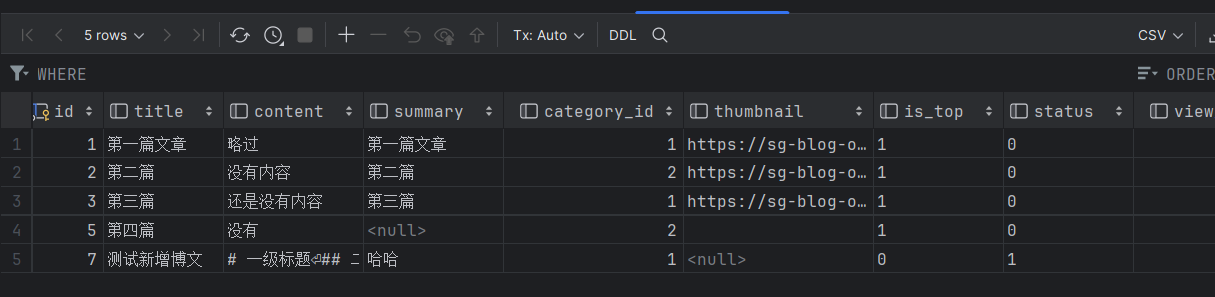 5 rows Tx: Auto DDL CSV
WHERE ORDER
id title content summary category_id thumbnail is_top status view
1 1 第一篇文章 略过 第一篇文章 1 https://sg-blog-o… 1 0
2 2 第二篇 没有内容 第二篇 2 https://sg-blog-o… 1 0
3 3 第三篇 还是没有内容 第三篇 1 https://sg-blog-o… 1 0
4 5 第四篇 没有 <null> 2 1 0
5 7 测试新增博文 # 一级标题⏎## 哈哈 1 <null> 0 1